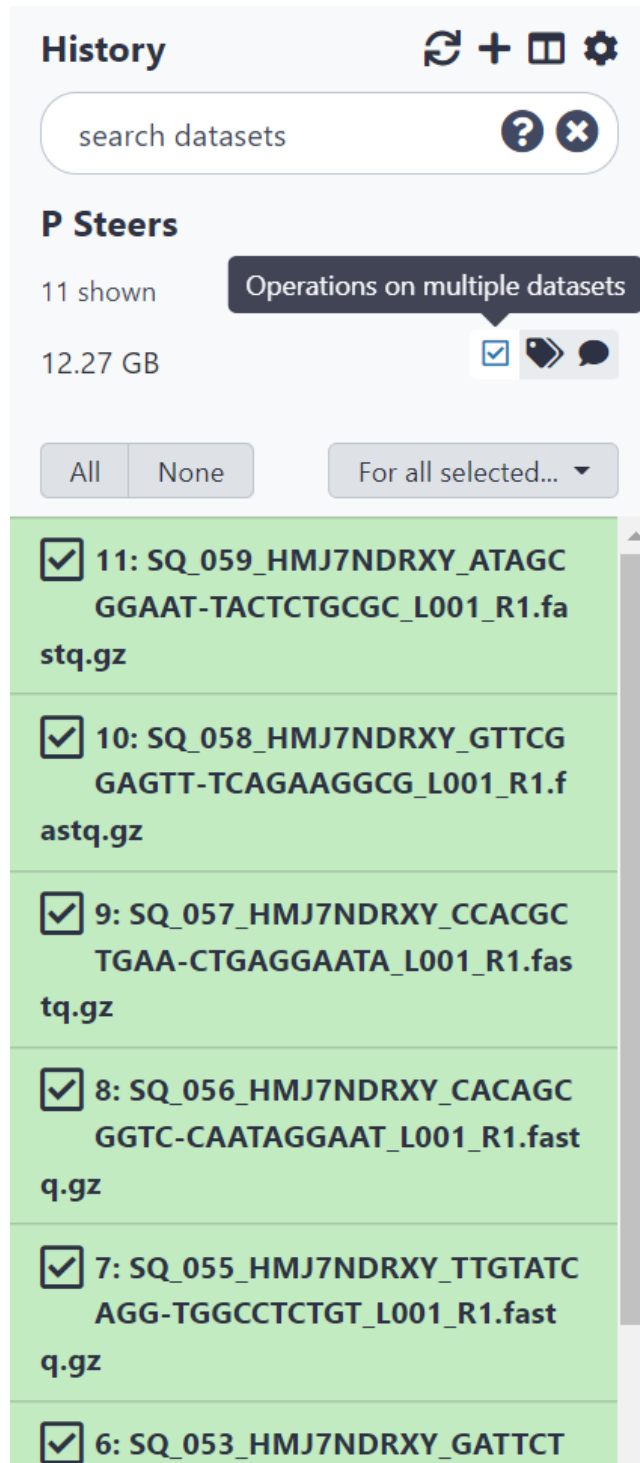 History
search datasets
P Steers
Operations on multiple datasets
11 shown
12.27 GB
All
None
For all selected...
11: SQ_059_HMJ7NDRXY_ATAGC
GGAAT-TACTCTGCGC_L001_R1.fa
stq.gz
10: SQ_058_HMJ7NDRXY_GTTCG
GAGTT-TCAGAAGGCG_L001_R1.f
astq.gz
9: SQ_057_HMJ7NDRXY_CCACGC
TGAA-CTGAGGAATA_L001_R1.fas
tq.gz
8: SQ_056_HMJ7NDRXY_CACAGC
GGTC-CAATAGGAAT_L001_R1.fast
q.gz
7: SQ_055_HMJ7NDRXY_TTGTATC
AGG-TGGCCTCTGT_L001_R1.fast
q.gz
6: SQ_053_HMJ7NDRXY_GATTCT